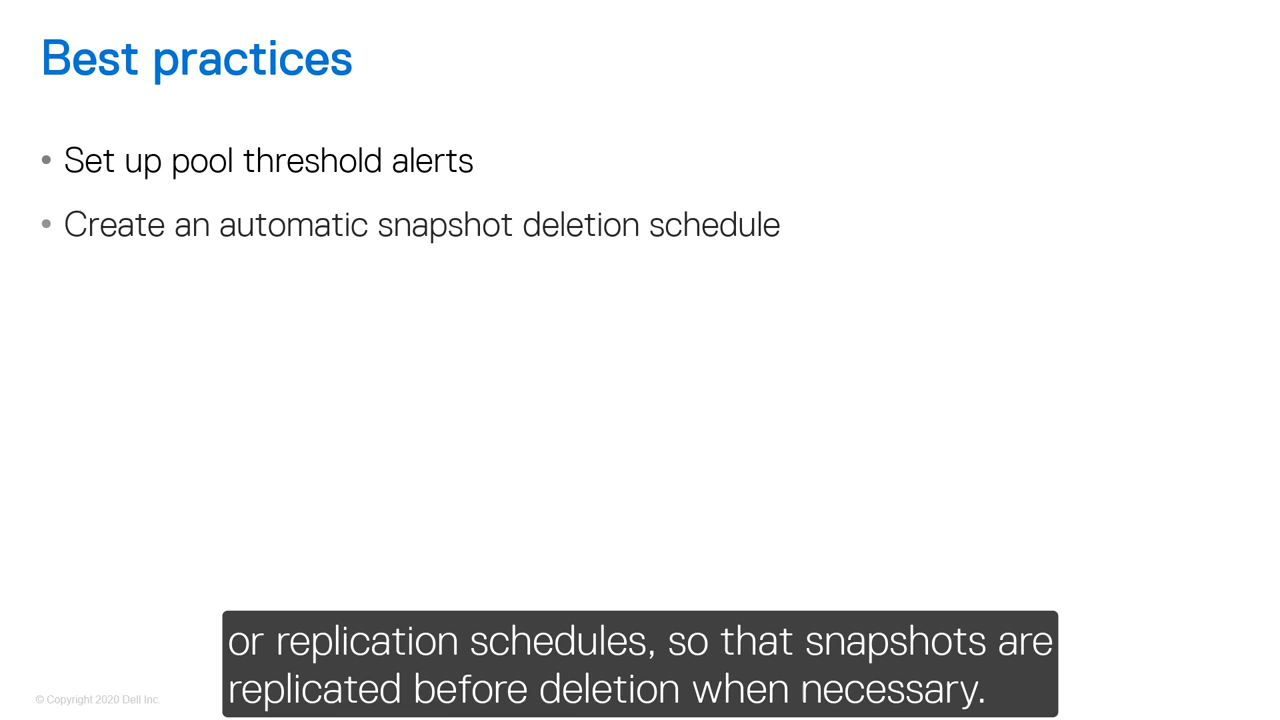 Best practices
• Set up pool threshold alerts
• Create an automatic snapshot deletion schedule
or replication schedules, so that snapshots are
replicated before deletion when necessary.
© Copyright 2020 Dell Inc.